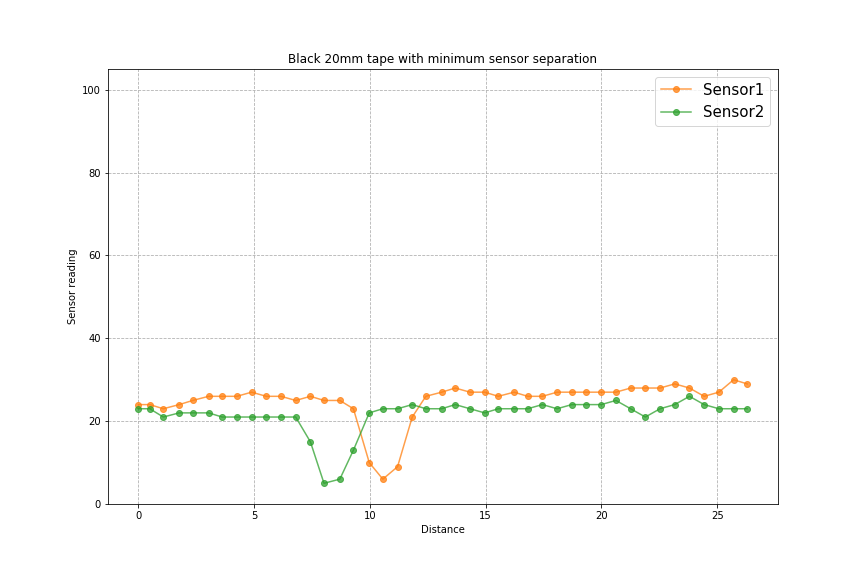 Black 20mm tape with minimum sensor separation
Sensor1
Sensor2
100
80
60
40
20
0
Sensor reading
0 5 10 15 20 25
Distance